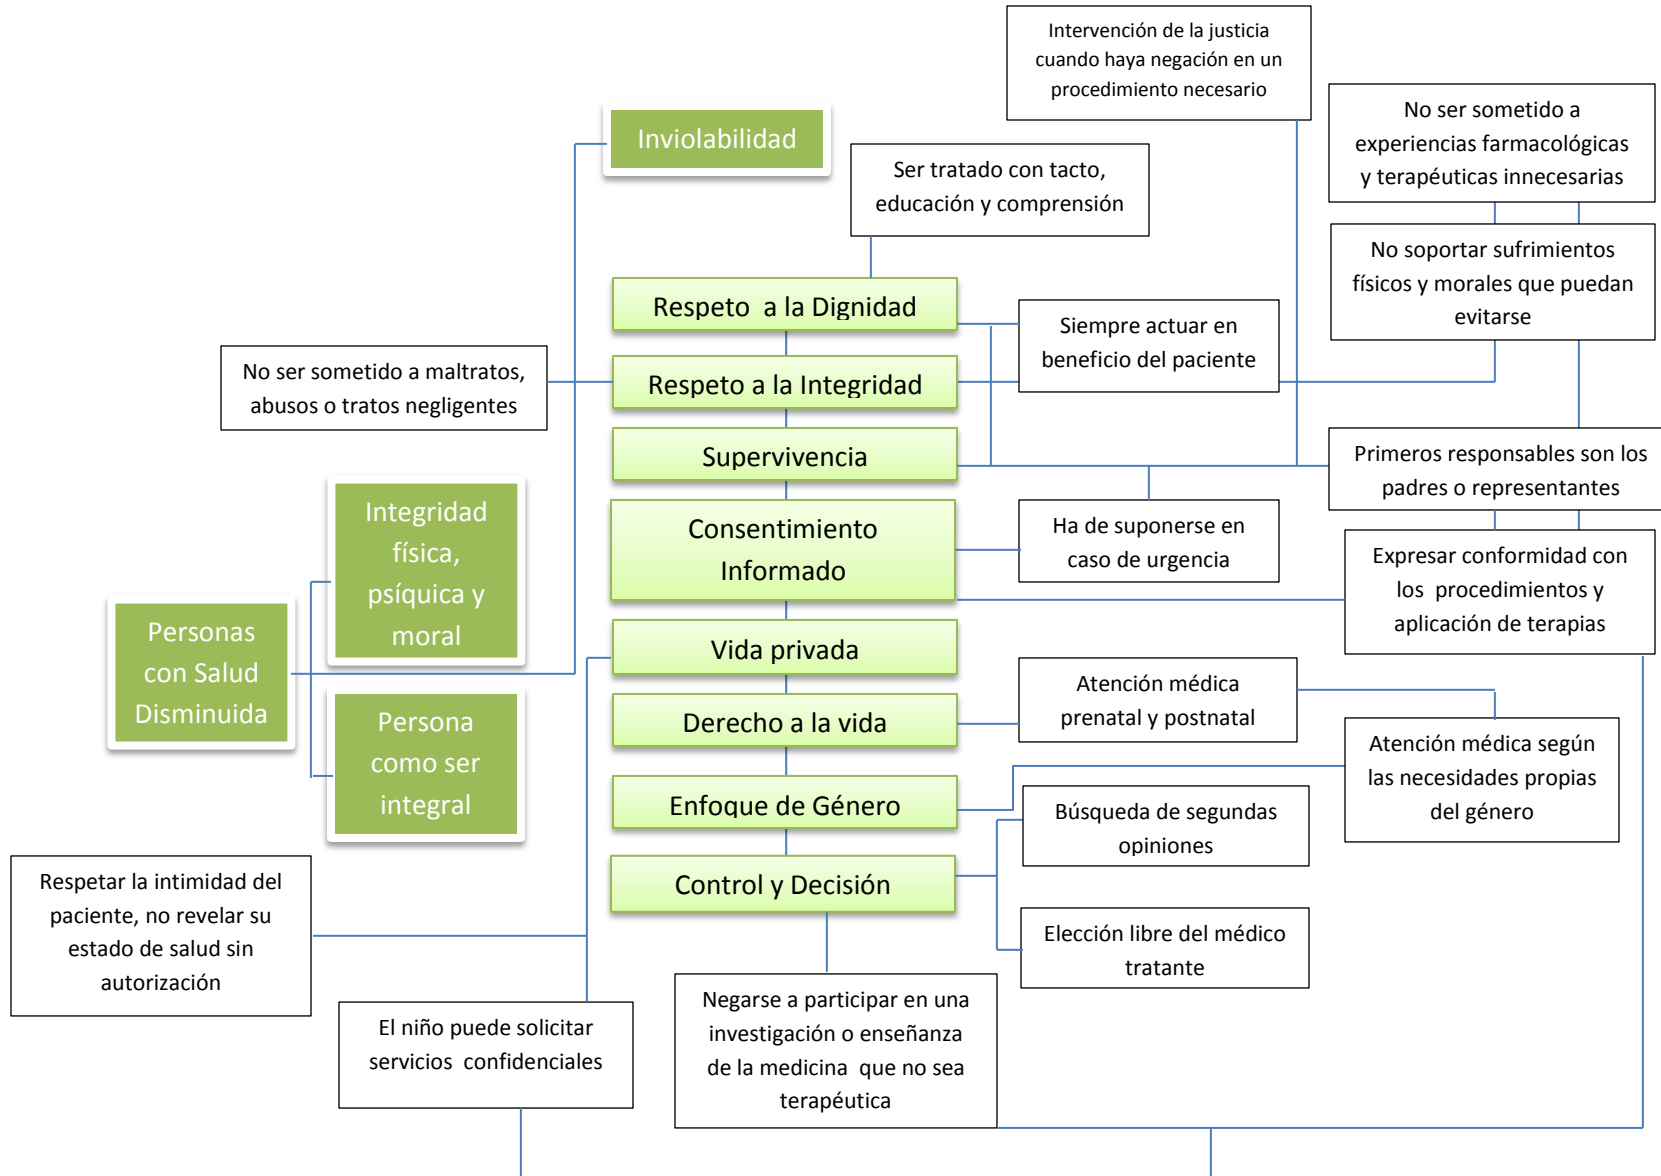 Intervención de la justicia
cuando haya negación en un
procedimiento necesario
No ser sometido a
experiencias farmacológicas
y terapéuticas innecesarias
Inviolabilidad
Ser tratado con tacto,
educación y comprensión
No soportar sufrimientos
físicos y morales que puedan
evitarse
Respeto a la Dignidad
Siempre actuar en
beneficio del paciente
No ser sometido a maltratos,
abusos o tratos negligentes
Respeto a la Integridad
Supervivencia
Primeros responsables son los
padres o representantes
Integridad
física,
psíquica y
moral
Consentimiento
Informado
Ha de suponerse en
caso de urgencia
Expresar conformidad con
los procedimientos y
aplicación de terapias
Personas
con Salud
Disminuida
Vida privada
Atención médica
prenatal y postnatal
Persona
como ser
integral
Derecho a la vida
Atención médica según
las necesidades propias
del género
Enfoque de Género
Búsqueda de segundas
opiniones
Respetar la intimidad del
paciente, no revelar su
estado de salud sin
autorización
Control y Decisión
Elección libre del médico
tratante
El niño puede solicitar
servicios confidenciales
Negarse a participar en una
investigación o enseñanza
de la medicina que no sea
terapéutica